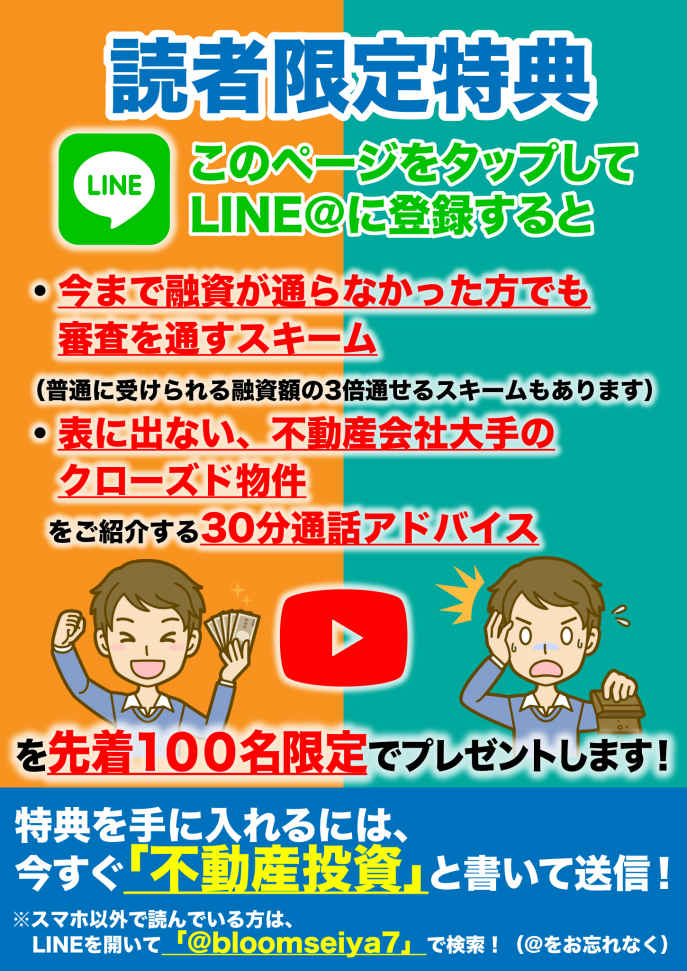 読者限定特典
LINE
このページをタップして
LINE@に登録すると
・今まで融資が通らなかった方でも
審査を通すスキーム
（普通に受けられる融資額の3倍通せるスキームもあります）
・表に出ない、不動産会社大手の
クローズド物件
をご紹介する30分通話アドバイス
を先着100名限定でプレゼントします！
特典を手に入れるには、
今すぐ「不動産投資」と書いて送信！
※スマホ以外で読んでいる方は、
LINEを開いて「@bloomseiya7」で検索！（@をお忘れなく）